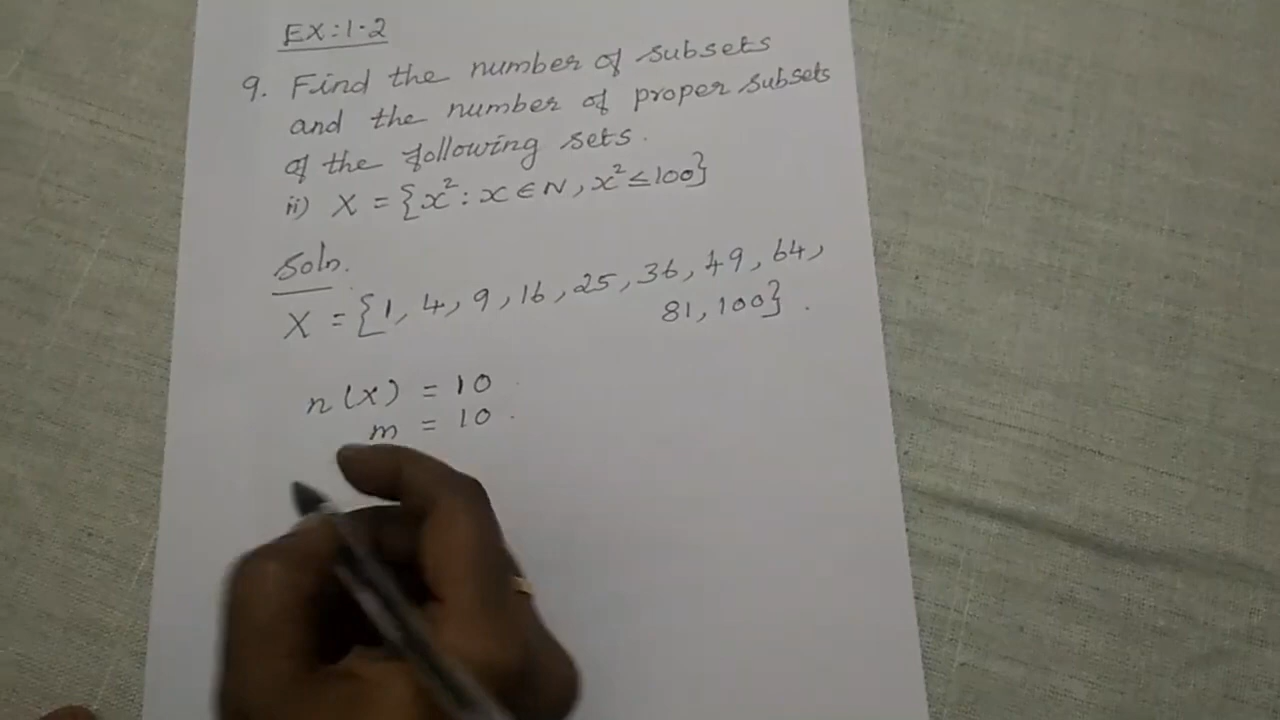 EX:1.2
9. Find the number of subsets
and the number of proper subsets
of the following sets.
ii) X = {x² : x ∈ N, x² ≤ 100}
Soln.
X = {1, 4, 9, 16, 25, 36, 49, 64,
81, 100}.
n(X) = 10
m = 10.